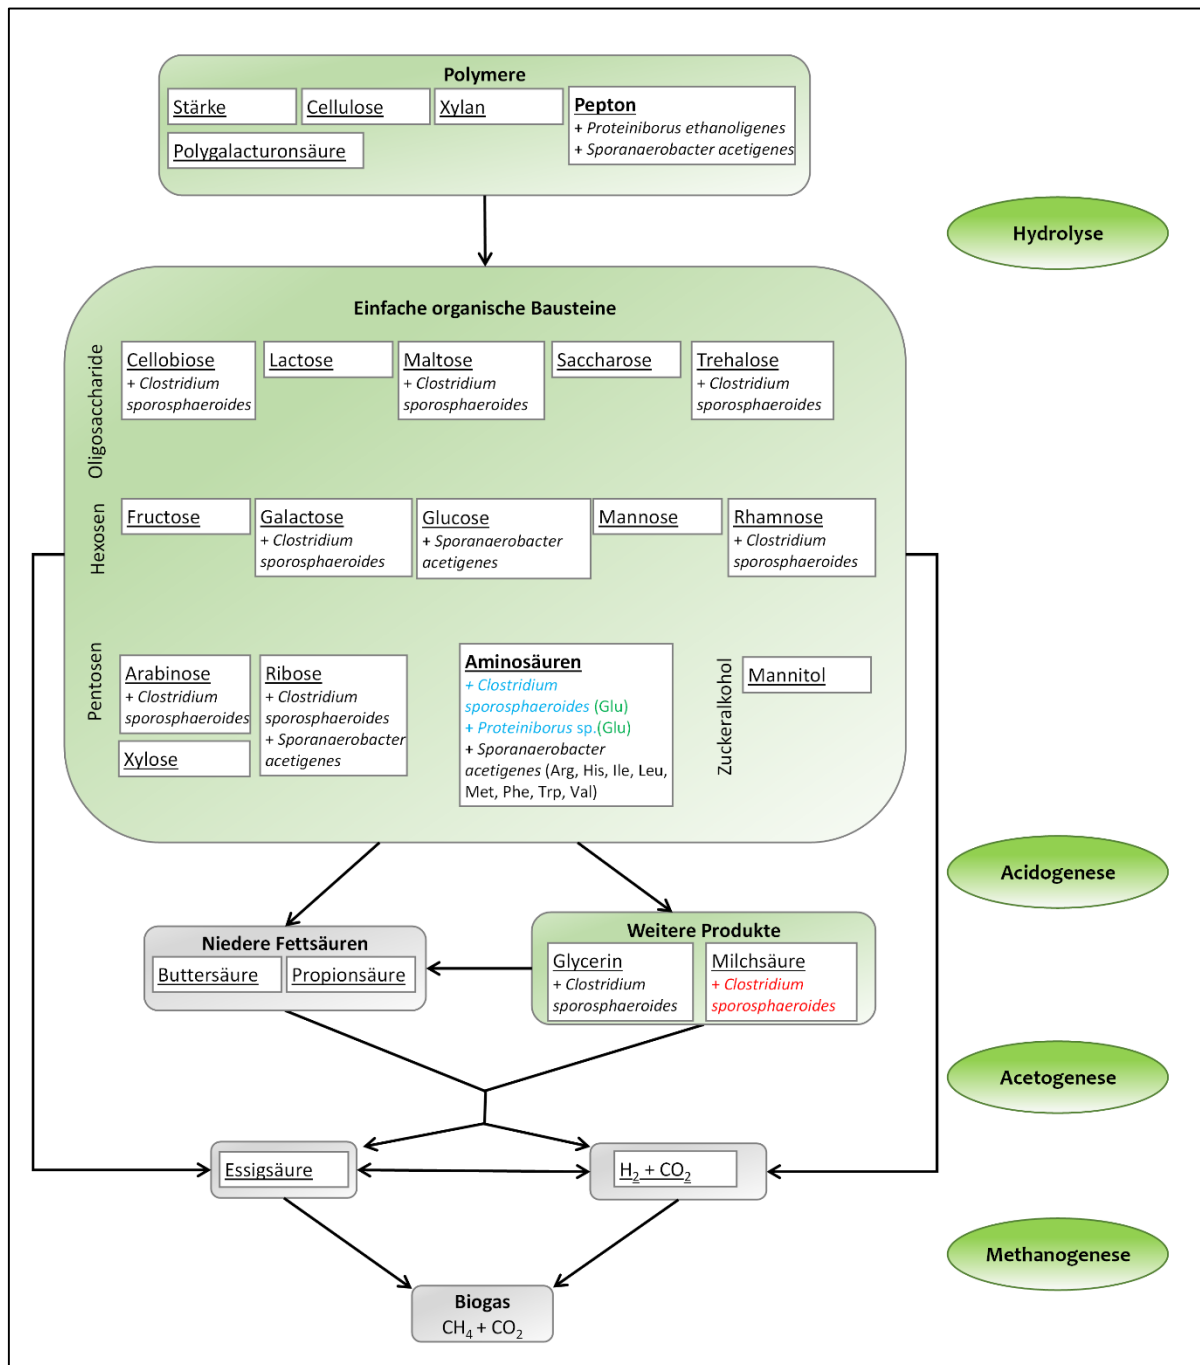 Polymere
Stärke
Cellulose
Xylan
Pepton
+ Proteiniborus ethanoligenes
+ Sporanaerobacter acetigenes
Polygalacturonsäure
Hydrolyse
Einfache organische Bausteine
Oligosaccharide
Cellobiose
+ Clostridium
sporosphaeroides
Lactose
Maltose
+ Clostridium
sporosphaeroides
Saccharose
Trehalose
+ Clostridium
sporosphaeroides
Hexosen
Fructose
Galactose
+ Clostridium
sporosphaeroides
Glucose
+ Sporanaerobacter
acetigenes
Mannose
Rhamnose
+ Clostridium
sporosphaeroides
Pentosen
Arabinose
+ Clostridium
sporosphaeroides
Xylose
Ribose
+ Clostridium
sporosphaeroides
+ Sporanaerobacter
acetigenes
Aminosäuren
+ Clostridium
sporosphaeroides (Glu)
+ Proteiniborus sp.(Glu)
+ Sporanaerobacter
acetigenes (Arg, His, Ile, Leu,
Met, Phe, Trp, Val)
Zuckeralkohol
Mannitol
Acidogenese
Niedere Fettsäuren
Buttersäure
Propionsäure
Weitere Produkte
Glycerin
+ Clostridium
sporosphaeroides
Milchsäure
+ Clostridium
sporosphaeroides
Acetogenese
Essigsäure
H₂ + CO₂
Methanogenese
Biogas
CH₄ + CO₂